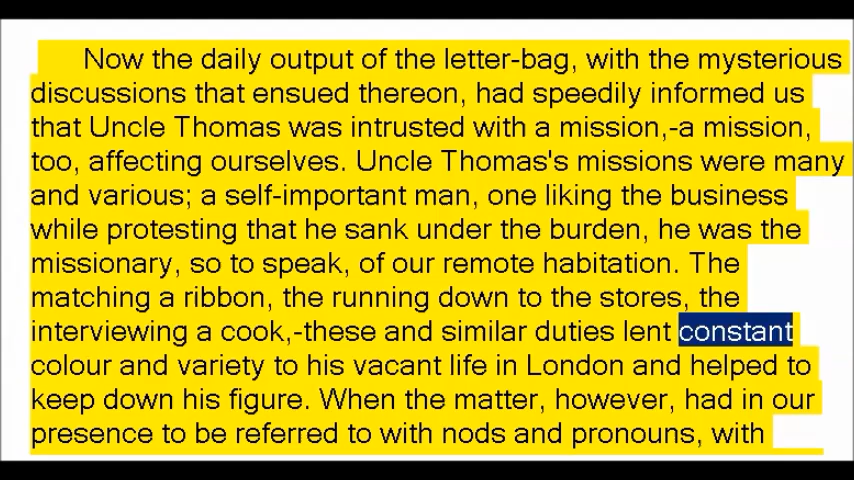 Now the daily output of the letter-bag, with the mysterious
discussions that ensued thereon, had speedily informed us
that Uncle Thomas was intrusted with a mission,-a mission,
too, affecting ourselves. Uncle Thomas's missions were many
and various; a self-important man, one liking the business
while protesting that he sank under the burden, he was the
missionary, so to speak, of our remote habitation. The
matching a ribbon, the running down to the stores, the
interviewing a cook,-these and similar duties lent constant
colour and variety to his vacant life in London and helped to
keep down his figure. When the matter, however, had in our
presence to be referred to with nods and pronouns, with